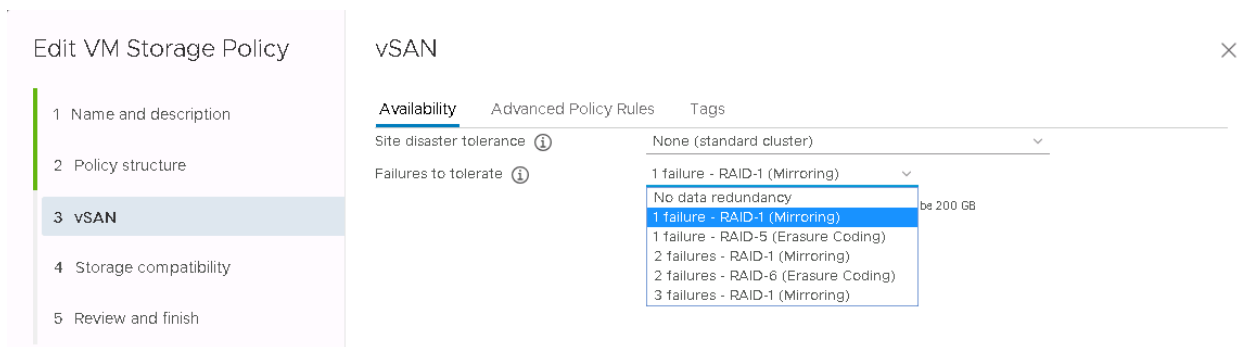 Edit VM Storage Policy
1 Name and description
2 Policy structure
3 vSAN
4 Storage compatibility
5 Review and finish
vSAN
Availability Advanced Policy Rules Tags
Site disaster tolerance None (standard cluster)
Failures to tolerate 1 failure - RAID-1 (Mirroring)
No data redundancy
be 200 GB
1 failure - RAID-1 (Mirroring)
1 failure - RAID-5 (Erasure Coding)
2 failures - RAID-1 (Mirroring)
2 failures - RAID-6 (Erasure Coding)
3 failures - RAID-1 (Mirroring)